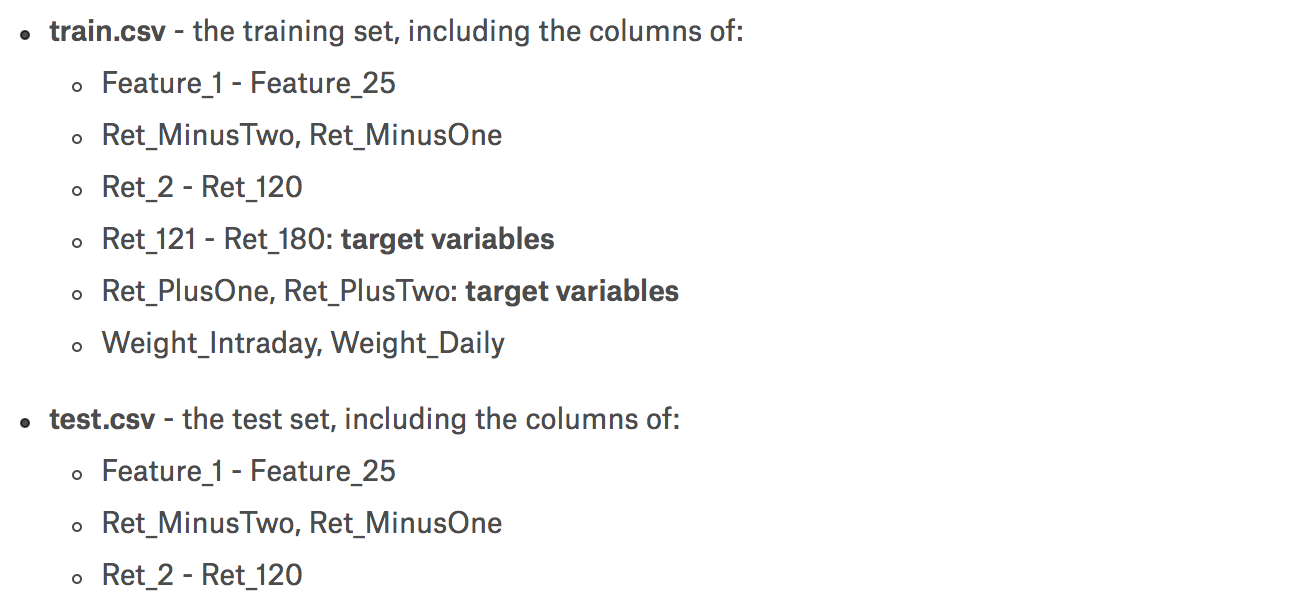 train.csv - the training set, including the columns of:
Feature_1 - Feature_25
Ret_MinusTwo, Ret_MinusOne
Ret_2 - Ret_120
Ret_121 - Ret_180: target variables
Ret_PlusOne, Ret_PlusTwo: target variables
Weight_Intraday, Weight_Daily
test.csv - the test set, including the columns of:
Feature_1 - Feature_25
Ret_MinusTwo, Ret_MinusOne
Ret_2 - Ret_120